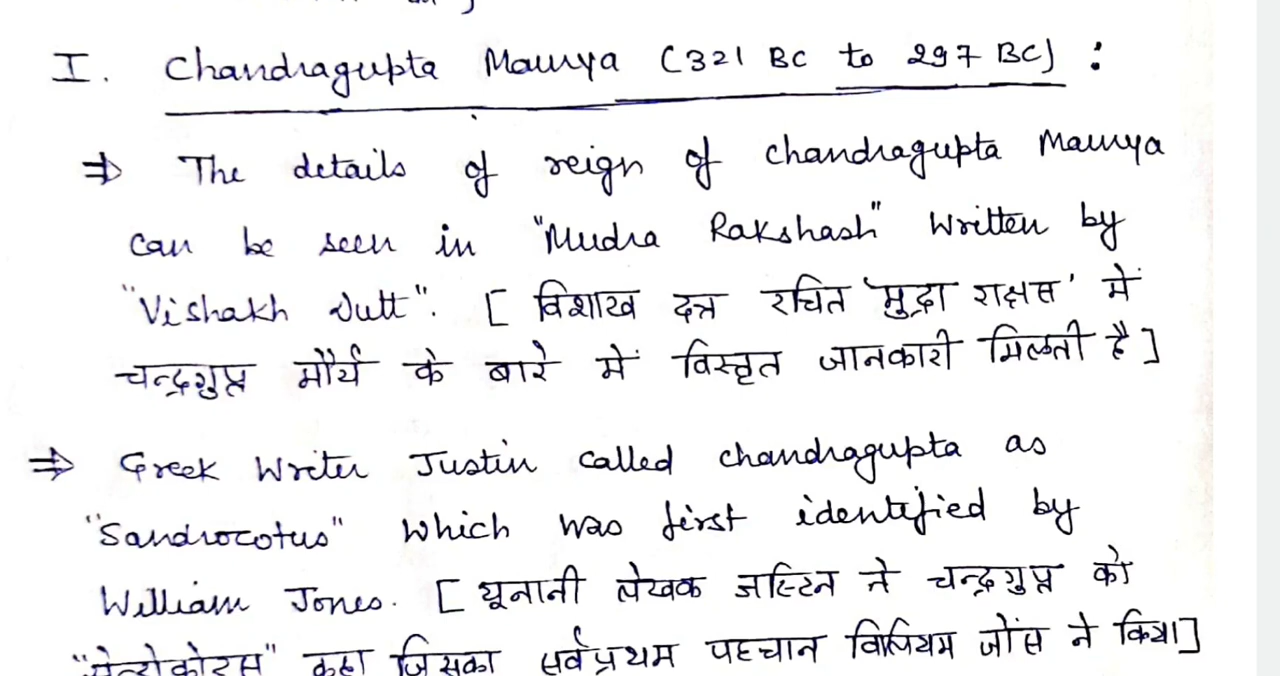 I. Chandragupta Maurya (321 BC to 297 BC) :
⇒ The details of reign of chandragupta Maurya
can be seen in "Mudra Rakshash" written by
"Vishakh Dutt". [ विशाख दत्त रचित 'मुद्रा राक्षस' में
चन्द्रगुप्त मौर्य के बारे में विस्तृत जानकारी मिलती है ]
⇒ Greek Writer Justin called chandragupta as
"Sandrocotus" which was first identified by
William Jones. [ यूनानी लेखक जस्टिन ने चन्द्रगुप्त को
कहा जिसका सर्वप्रथम पहचान विलियम जोंस ने किया]